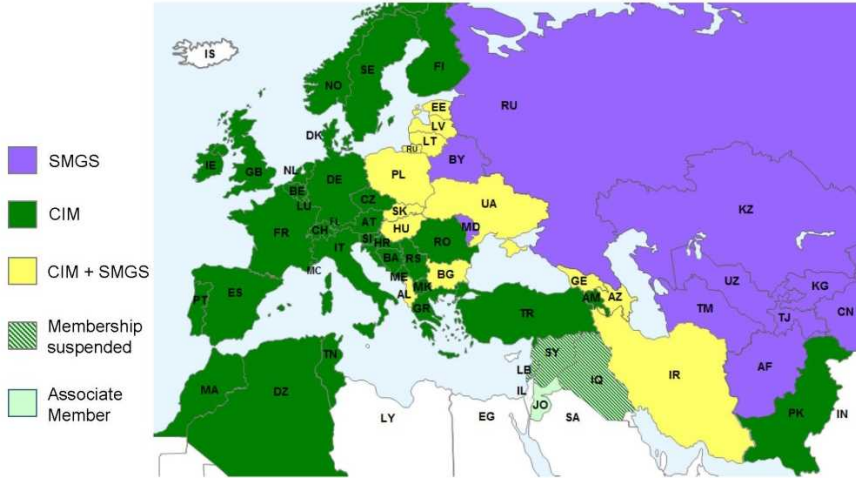 SMGS
CIM
CIM + SMGS
Membership
suspended
Associate
Member
IS
NO
SE
FI
RU
EE
LV
LT
RU
DK
IE
GB
NL
BE
LU
DE
PL
BY
CZ
SK
UA
KZ
FR
CH
AT
HU
MD
SI
HR
RO
IT
BA
RS
MC
ME
BG
AL
MK
GR
PT
ES
TR
GE
AM
AZ
UZ
KG
TM
TJ
CN
TN
MA
DZ
LB
SY
IQ
IR
AF
IL
JO
PK
IN
LY
EG
SA